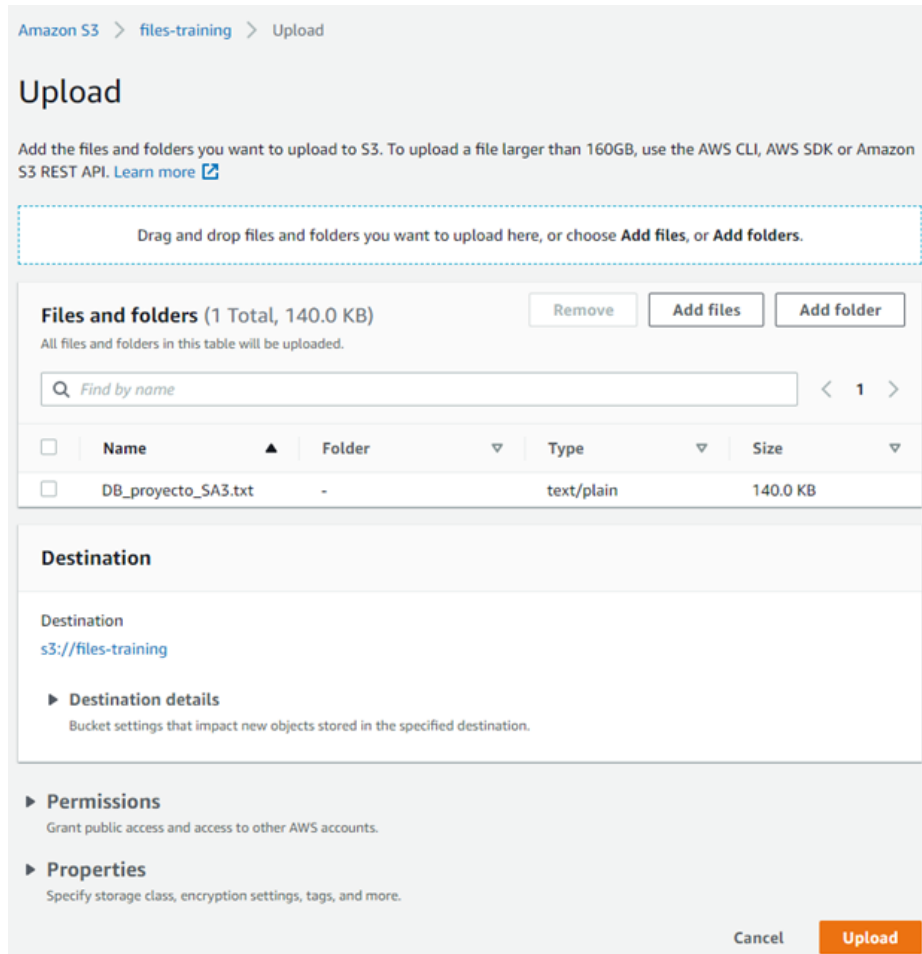 Amazon S3 > files-training > Upload
Upload
Add the files and folders you want to upload to S3. To upload a file larger than 160GB, use the AWS CLI, AWS SDK or Amazon
S3 REST API. Learn more
Drag and drop files and folders you want to upload here, or choose Add files, or Add folders.
Files and folders (1 Total, 140.0 KB) Remove Add files Add folder
All files and folders in this table will be uploaded.
Find by name < 1 >
Name Folder Type Size
DB_proyecto_SA3.txt - text/plain 140.0 KB
Destination
Destination
s3://files-training
Destination details
Bucket settings that impact new objects stored in the specified destination.
Permissions
Grant public access and access to other AWS accounts.
Properties
Specify storage class, encryption settings, tags, and more.
Cancel Upload